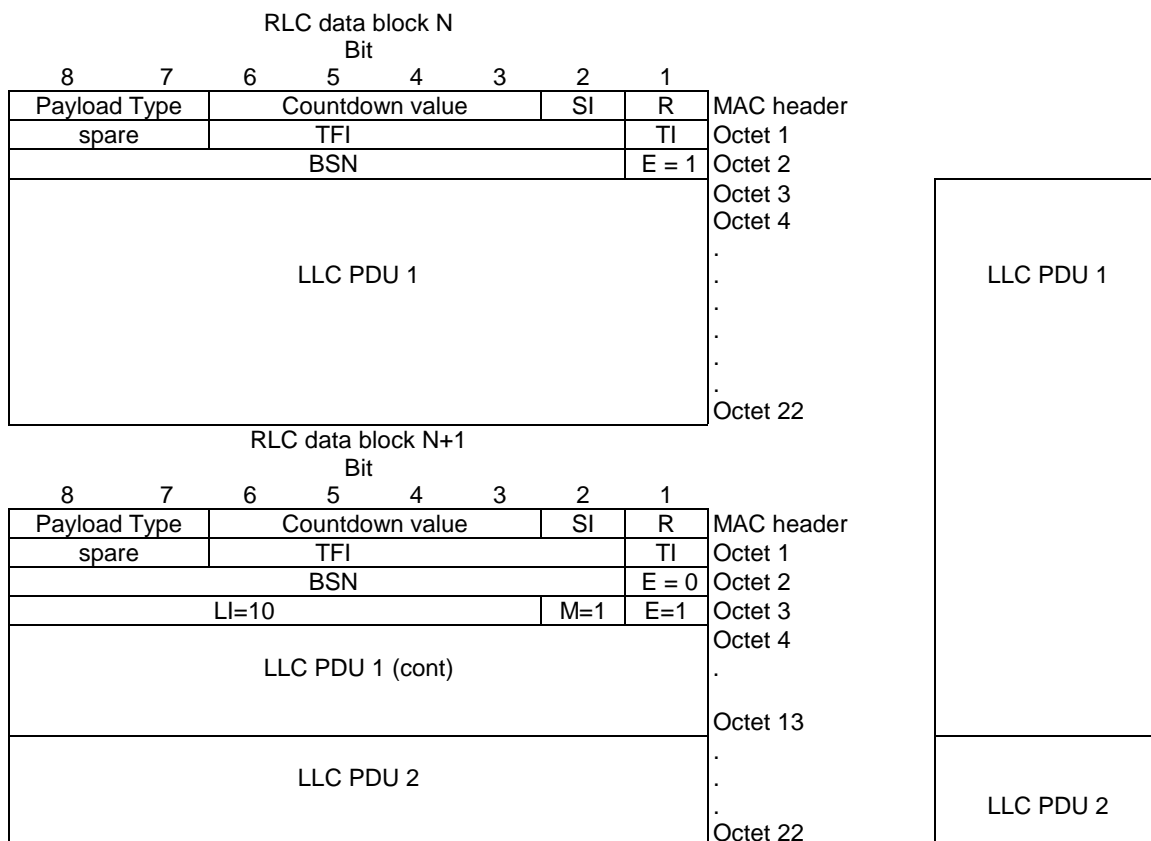 RLC data block N
Bit
8 7 6 5 4 3 2 1
Payload Type Countdown value SI R MAC header
spare TFI TI Octet 1
BSN E = 1 Octet 2
Octet 3
Octet 4
.
LLC PDU 1 . LLC PDU 1
.
.
.
.
Octet 22
RLC data block N+1
Bit
8 7 6 5 4 3 2 1
Payload Type Countdown value SI R MAC header
spare TFI TI Octet 1
BSN E = 0 Octet 2
LI=10 M=1 E=1 Octet 3
Octet 4
LLC PDU 1 (cont) .
Octet 13
.
LLC PDU 2 .
. LLC PDU 2
Octet 22